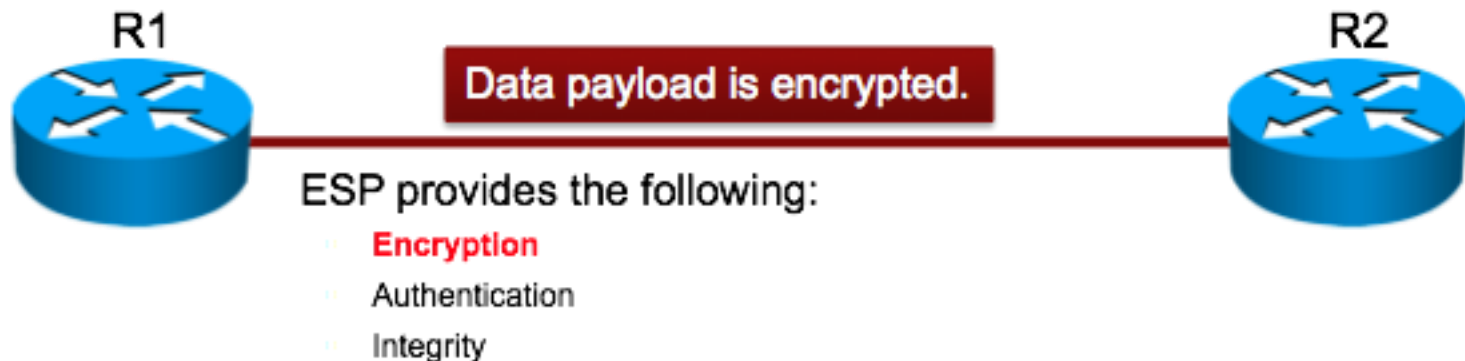 R1
R2
Data payload is encrypted.
ESP provides the following:
Encryption
Authentication
Integrity